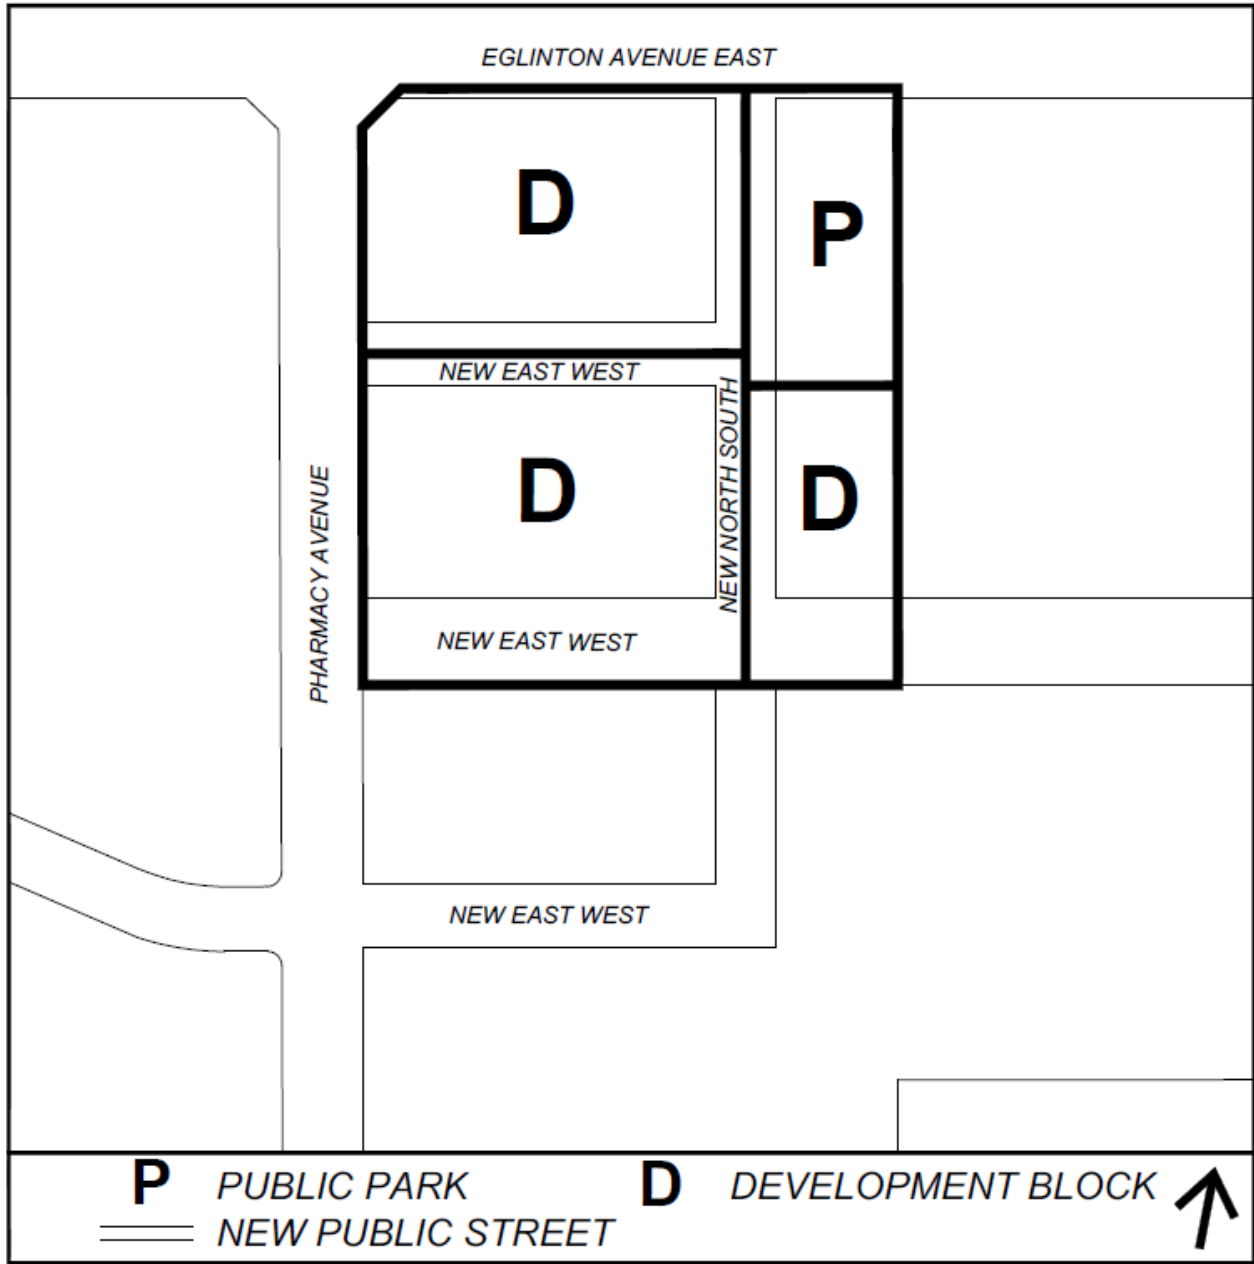 EGLINTON AVENUE EAST
D
P
NEW EAST WEST
NEW NORTH SOUTH
D
D
PHARMACY AVENUE
NEW EAST WEST
NEW EAST WEST
P PUBLIC PARK
D DEVELOPMENT BLOCK
NEW PUBLIC STREET